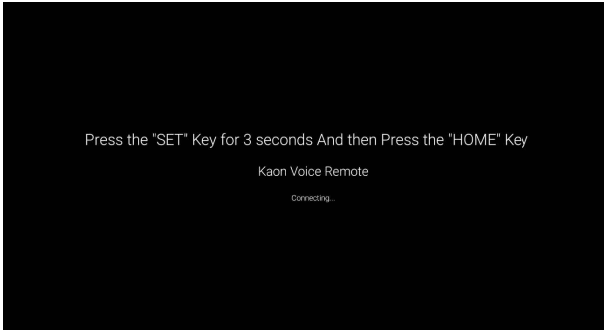 Press the "SET" Key for 3 seconds And then Press the "HOME" Key
Kaon Voice Remote
Connecting...